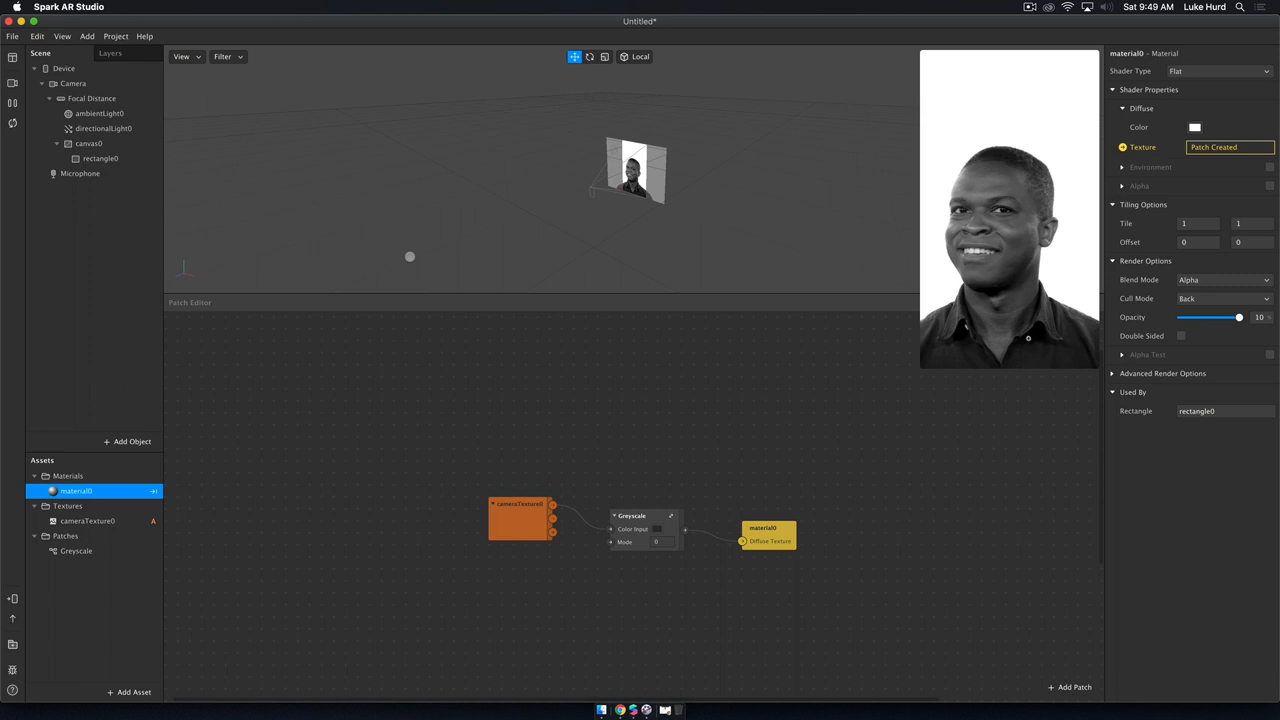 Spark AR Studio
Sat 9:49 AM Luke Hurd
Untitled*
File Edit View Add Project Help
Scene Layers
Device
Camera
Focal Distance
ambientLight0
directionalLight0
canvas0
rectangle0
Microphone
+ Add Object
Assets
Materials
material0
Textures
cameraTexture0 A
Patches
Greyscale
+ Add Asset
View Filter Local
Patch Editor
cameraTexture0
Greyscale
Color Input
Mode 0
material0
Diffuse Texture
+ Add Patch
material0 – Material
Shader Type Flat
Shader Properties
Diffuse
Color
Texture Patch Created
Environment
Alpha
Tiling Options
Tile 1 1
Offset 0 0
Render Options
Blend Mode Alpha
Cull Mode Back
Opacity 10
Double Sided
Alpha Test
Advanced Render Options
Used By
Rectangle rectangle0